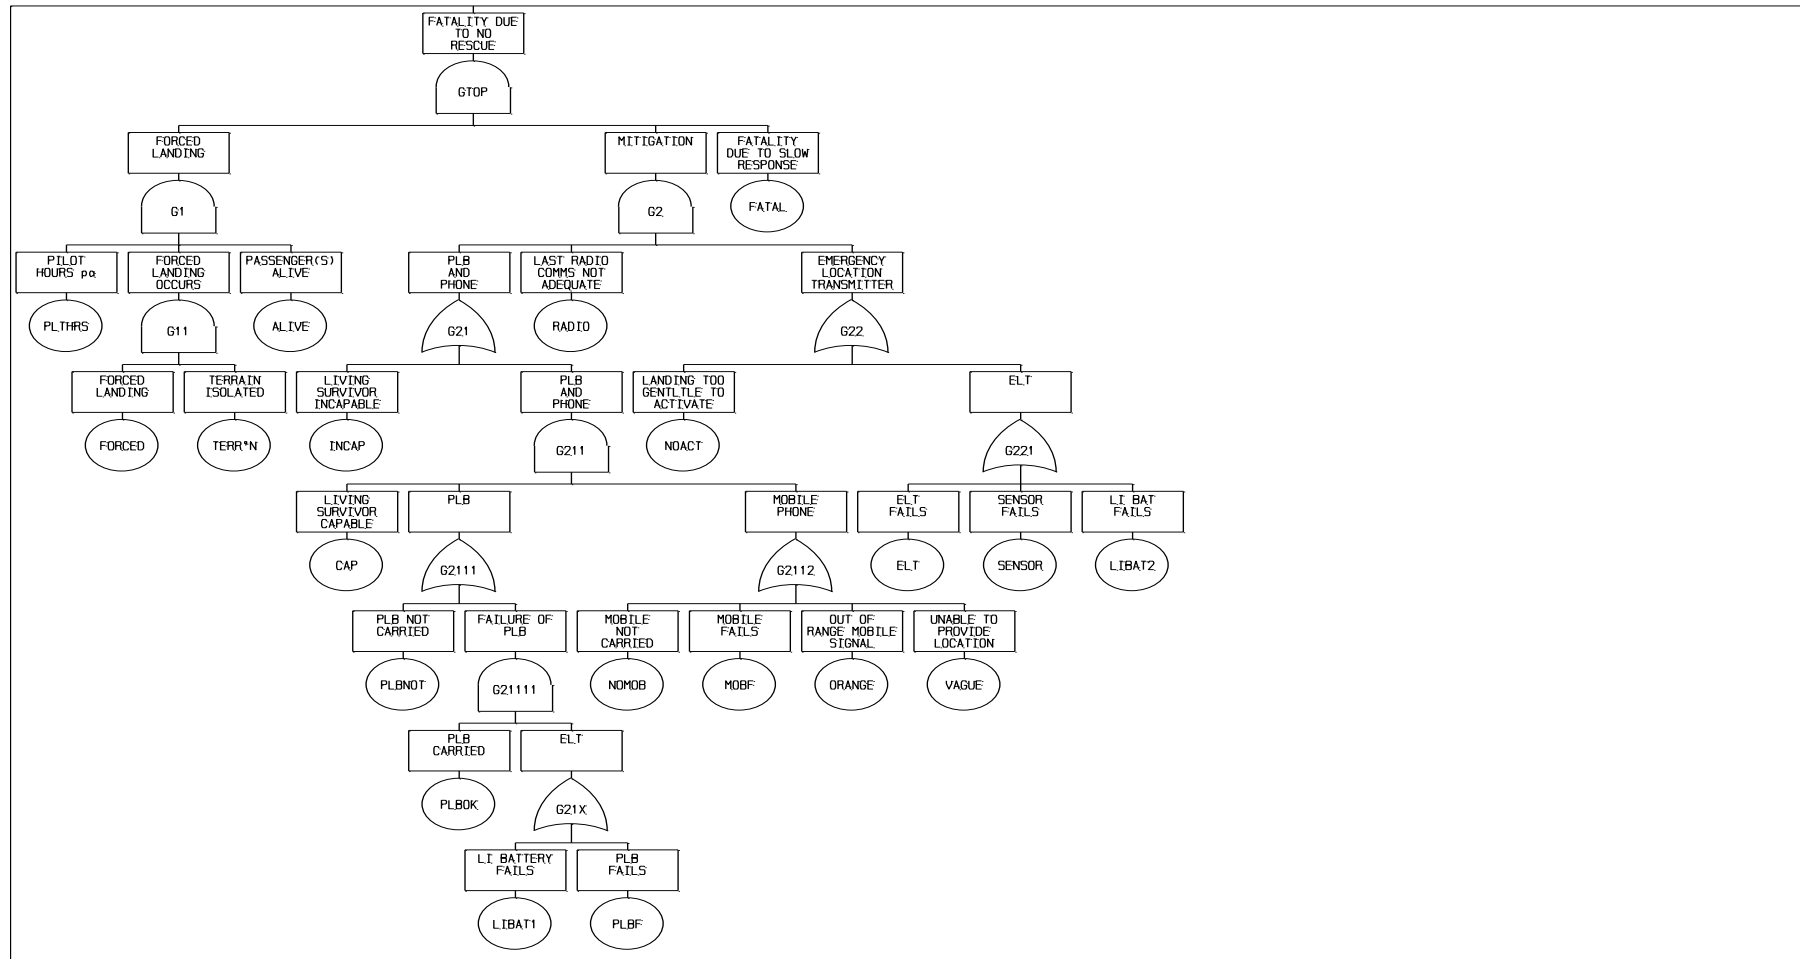 FATALITY DUE
TO NO
RESCUE
GTOP
FORCED
LANDING
MITIGATION
FATALITY
DUE TO SLOW
RESPONSE
G1
G2
FATAL
PILOT
HOURS pa
FORCED
LANDING
OCCURS
PASSENGER(S)
ALIVE
PLB
AND
PHONE
LAST RADIO
COMMS NOT
ADEQUATE
EMERGENCY
LOCATION
TRANSMITTER
PLTHRS
G11
ALIVE
G21
RADIO
G22
FORCED
LANDING
TERRAIN
ISOLATED
LIVING
SURVIVOR
INCAPABLE
PLB
AND
PHONE
LANDING TOO
GENTLTLE TO
ACTIVATE
ELT
FORCED
TERR*N
INCAP
G211
NOACT
G221
LIVING
SURVIVOR
CAPABLE
PLB
MOBILE
PHONE
ELT
FAILS
SENSOR
FAILS
LI BAT
FAILS
CAP
G2111
G2112
ELT
SENSOR
LIBAT2
PLB NOT
CARRIED
FAILURE OF
PLB
MOBILE
NOT
CARRIED
MOBILE
FAILS
OUT OF
RANGE MOBILE
SIGNAL
UNABLE TO
PROVIDE
LOCATION
PLBNOT
G21111
NOMOB
MOBF
ORANGE
VAGUE
PLB
CARRIED
ELT
PLBOK
G21X
LI BATTERY
FAILS
PLB
FAILS
LIBAT1
PLBF